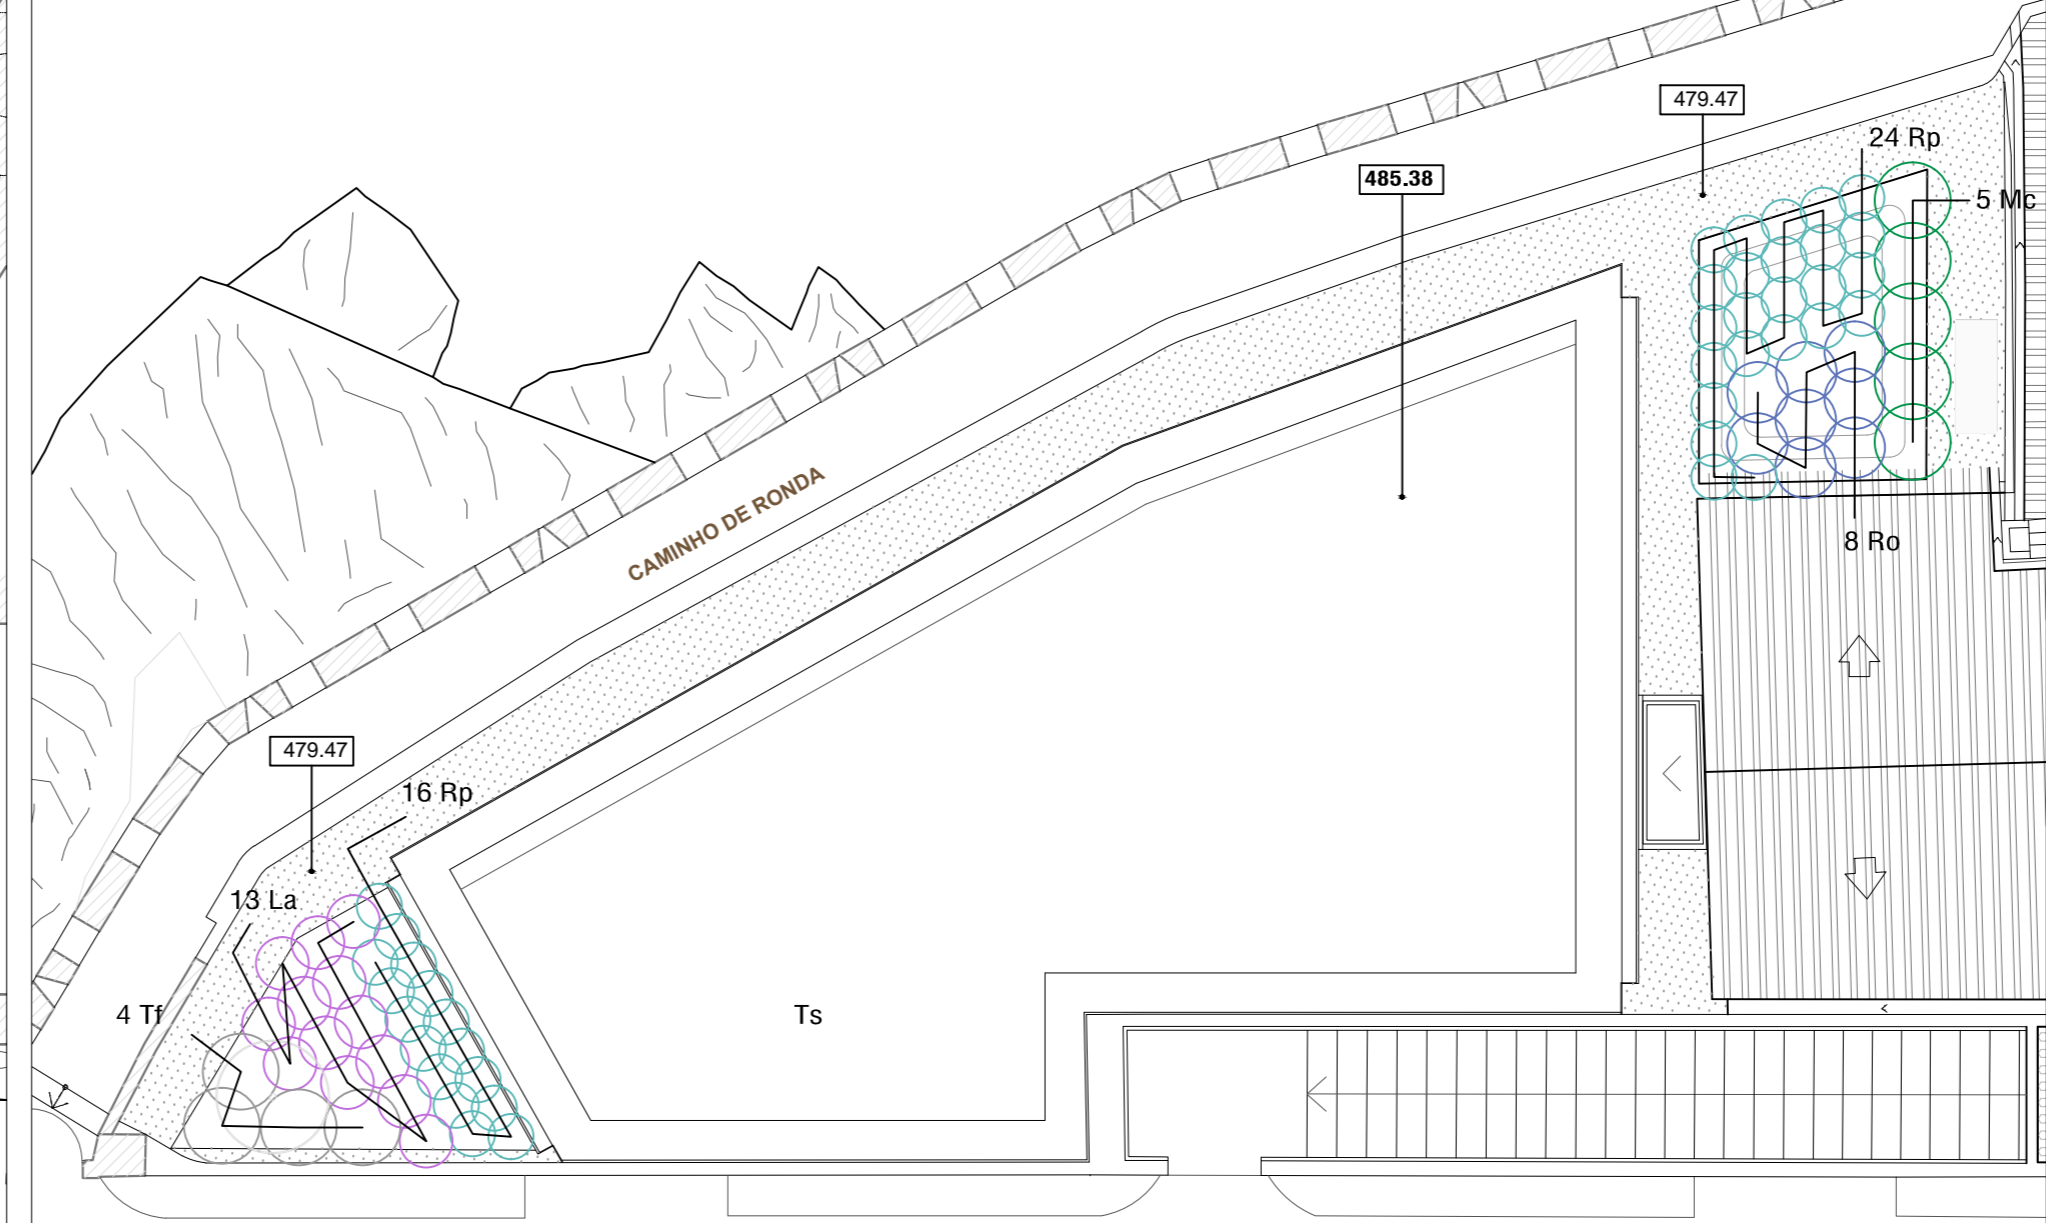 479.47
24 Rp
485.38
5 Mc
CAMINHO DE RONDA
8 Ro
479.47
16 Rp
13 La
4 Tf
Ts